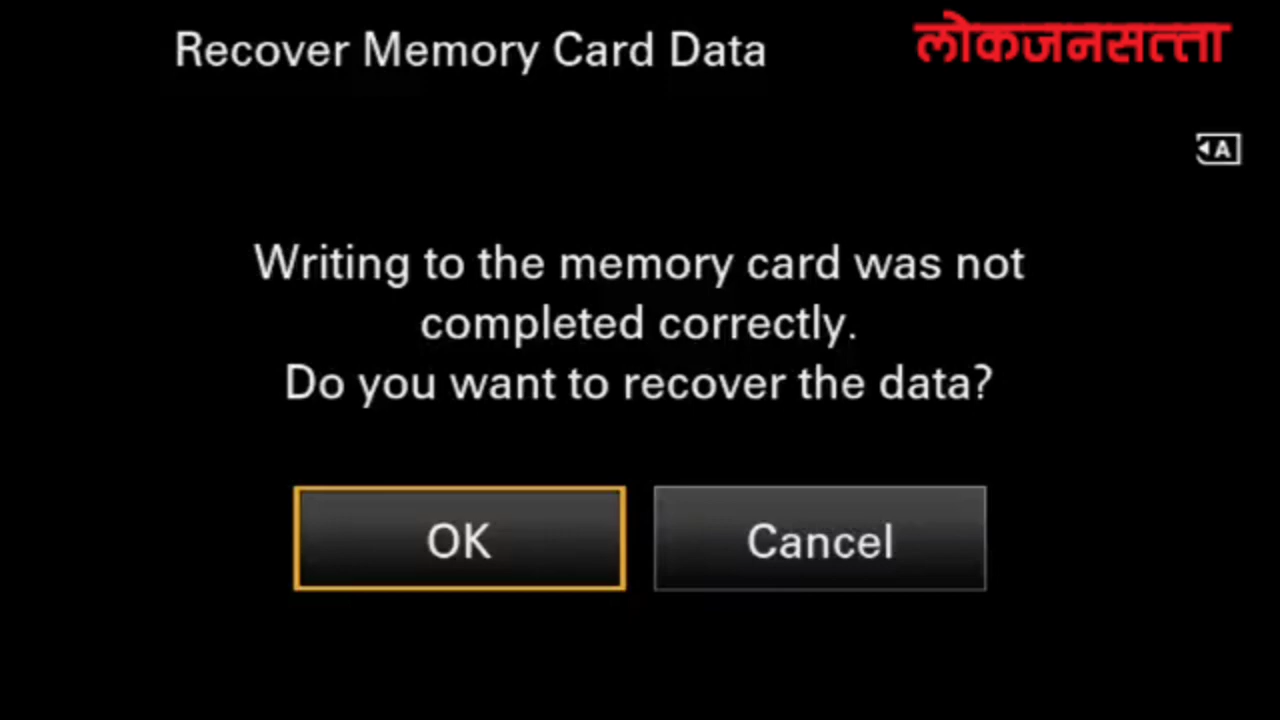 Recover Memory Card Data
लोकजनसत्ता
A
Writing to the memory card was not
completed correctly.
Do you want to recover the data?
OK
Cancel